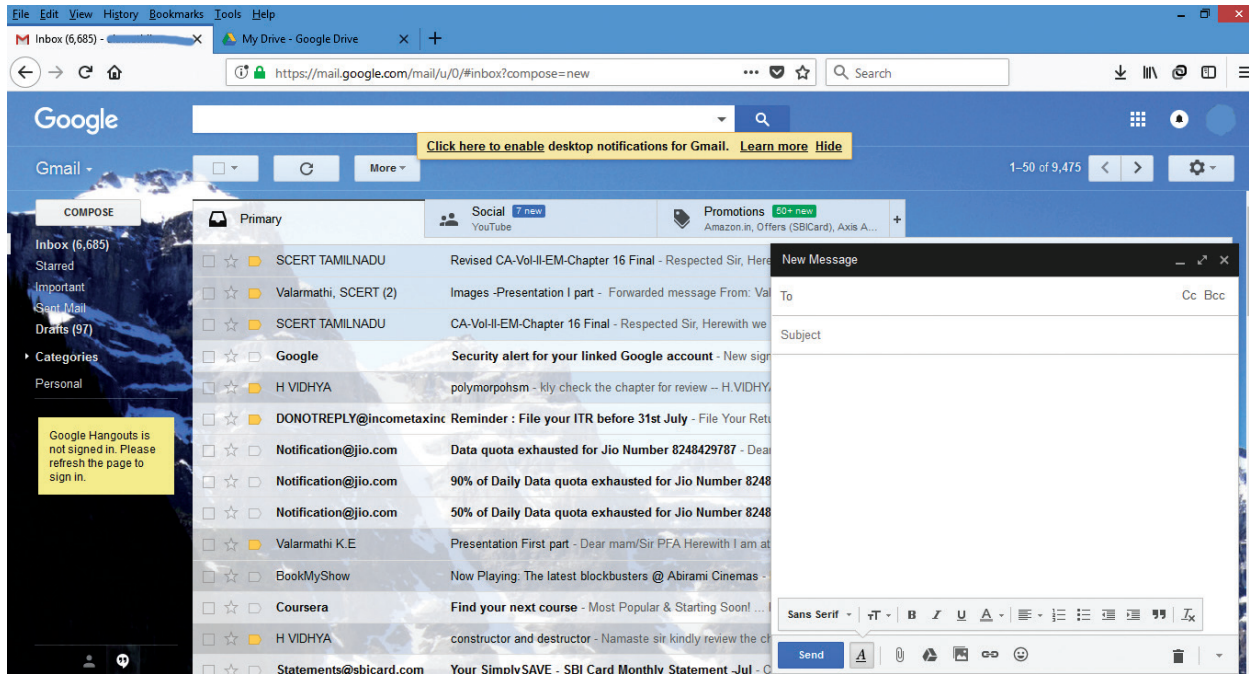 File Edit View History Bookmarks Tools Help
Inbox (6,685) -
My Drive - Google Drive
https://mail.google.com/mail/u/0/#inbox?compose=new
Search
Google
Click here to enable desktop notifications for Gmail. Learn more Hide
Gmail
More
1–50 of 9,475
COMPOSE
Inbox (6,685)
Starred
Important
Sent Mail
Drafts (97)
Categories
Personal
Google Hangouts is
not signed in. Please
refresh the page to
sign in.
Primary
Social 7 new
YouTube
Promotions 50+ new
Amazon.in, Offers (SBICard), Axis A...
+
SCERT TAMILNADU Revised CA-Vol-II-EM-Chapter 16 Final - Respected Sir, Here
Valarmathi, SCERT (2) Images -Presentation I part - Forwarded message From: Val
SCERT TAMILNADU CA-Vol-II-EM-Chapter 16 Final - Respected Sir, Herewith we
Google Security alert for your linked Google account - New sign
H VIDHYA polymorpohsm - kly check the chapter for review -- H.VIDHY
DONOTREPLY@incometaxinc Reminder : File your ITR before 31st July - File Your Retu
Notification@jio.com Data quota exhausted for Jio Number 8248429787 - Dear
Notification@jio.com 90% of Daily Data quota exhausted for Jio Number 8248
Notification@jio.com 50% of Daily Data quota exhausted for Jio Number 8248
Valarmathi K.E Presentation First part - Dear mam/Sir PFA Herewith I am at
BookMyShow Now Playing: The latest blockbusters @ Abirami Cinemas -
Coursera Find your next course - Most Popular & Starting Soon! ...
H VIDHYA constructor and destructor - Namaste sir kindly review the ch
Statements@sbicard.com Your SimplySAVE - SBI Card Monthly Statement -Jul - C
New Message
To Cc Bcc
Subject
Sans Serif B I U A
Send A